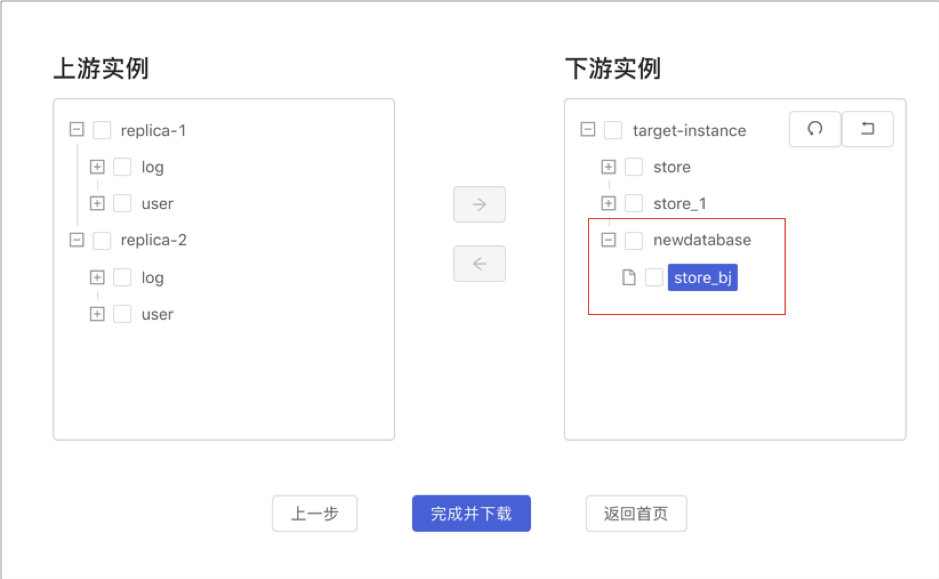 上游实例
replica-1
log
user
replica-2
log
user
下游实例
target-instance
store
store_1
newdatabase
store_bj
上一步
完成并下载
返回首页